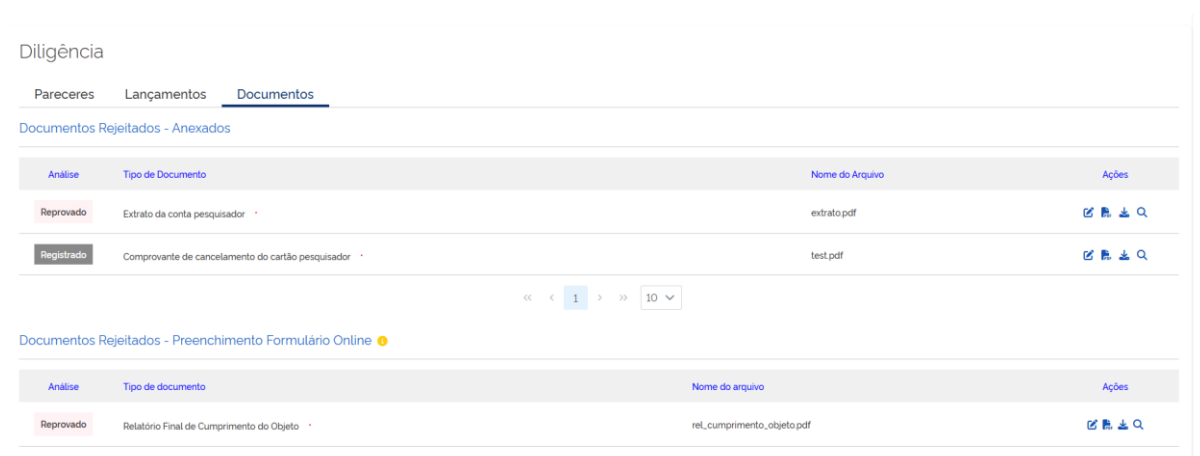 Diligência
Pareceres Lançamentos Documentos
Documentos Rejeitados - Anexados
Análise Tipo de Documento Nome do Arquivo Ações
Reprovado Extrato da conta pesquisador * extrato.pdf
Registrado Comprovante de cancelamento do cartão pesquisador * test.pdf
<< < 1 > >> 10
Documentos Rejeitados - Preenchimento Formulário Online
Análise Tipo de documento Nome do arquivo Ações
Reprovado Relatório Final de Cumprimento do Objeto * rel_cumprimento_objeto.pdf